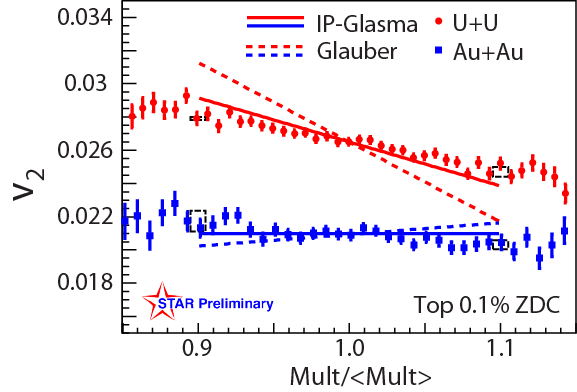 0.034
IP-Glasma U+U
Glauber Au+Au
0.03
0.026
v2
0.022
0.018
STAR Preliminary
Top 0.1% ZDC
0.9 1.0 1.1
Mult/<Mult>